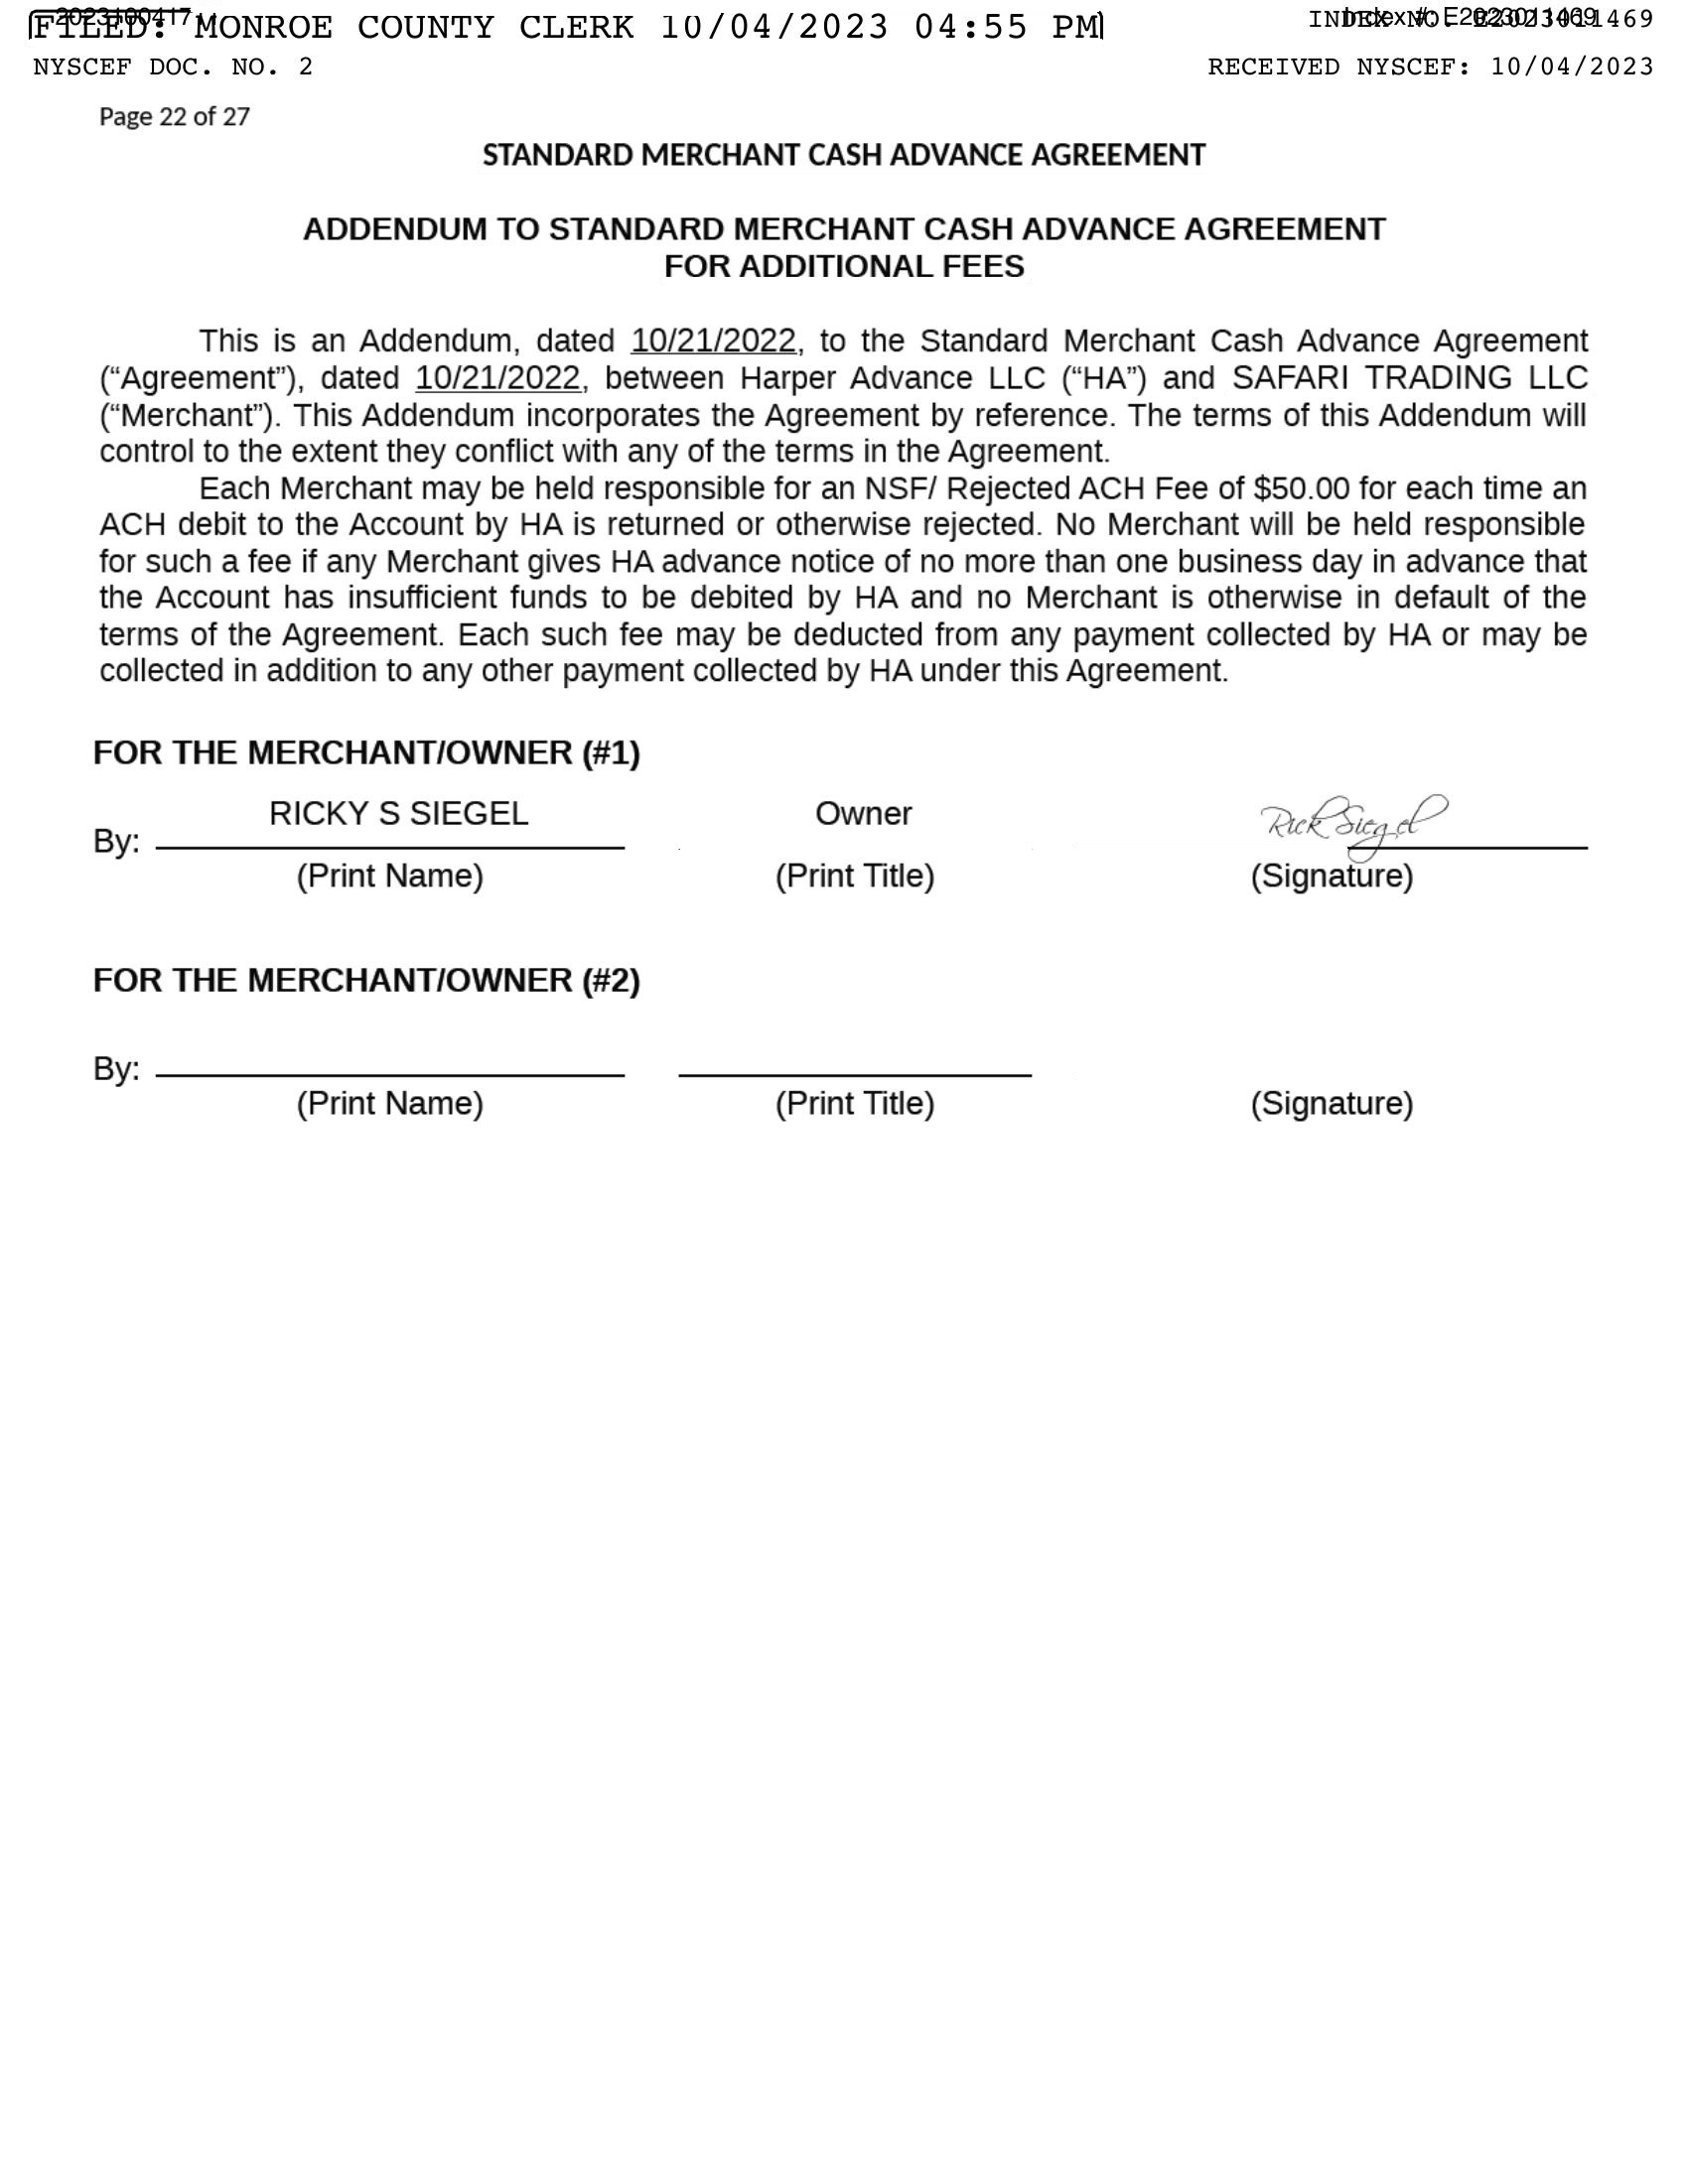 202310041 7
FILED: MONROE COUNTY CLERK 10/04/2023 04:55 PM
INDEX NO. E2023011469
Index #: E2023011469
NYSCEF DOC. NO. 2
RECEIVED NYSCEF: 10/04/2023
Page 22 of 27
STANDARD MERCHANT CASH ADVANCE AGREEMENT
ADDENDUM TO STANDARD MERCHANT CASH ADVANCE AGREEMENT
FOR ADDITIONAL FEES
This is an Addendum, dated 10/21/2022, to the Standard Merchant Cash Advance Agreement
(“Agreement”), dated 10/21/2022, between Harper Advance LLC (“HA”) and SAFARI TRADING LLC
(“Merchant”). This Addendum incorporates the Agreement by reference. The terms of this Addendum will
control to the extent they conflict with any of the terms in the Agreement.
Each Merchant may be held responsible for an NSF/ Rejected ACH Fee of $50.00 for each time an
ACH debit to the Account by HA is returned or otherwise rejected. No Merchant will be held responsible
for such a fee if any Merchant gives HA advance notice of no more than one business day in advance that
the Account has insufficient funds to be debited by HA and no Merchant is otherwise in default of the
terms of the Agreement. Each such fee may be deducted from any payment collected by HA or may be
collected in addition to any other payment collected by HA under this Agreement.
FOR THE MERCHANT/OWNER (#1)
By: RICKY S SIEGEL Owner Rick Siegel
(Print Name) (Print Title) (Signature)
FOR THE MERCHANT/OWNER (#2)
By:
(Print Name) (Print Title) (Signature)